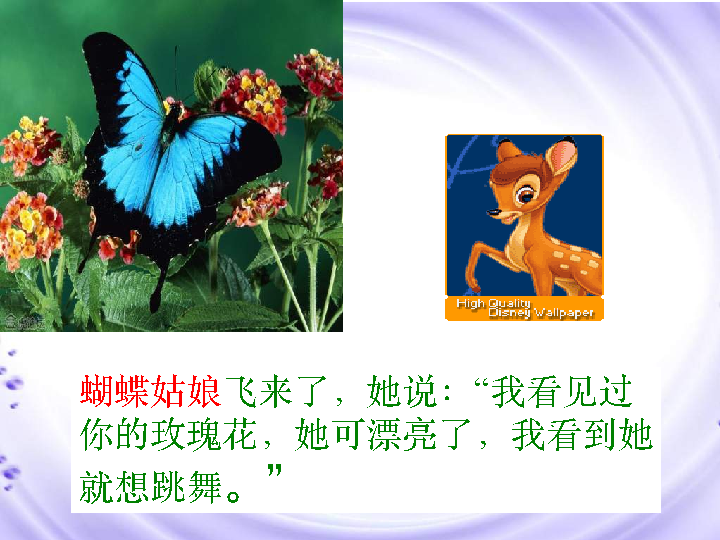 High Quality
Disney Wallpaper
蝴蝶姑娘飞来了，她说：“我看见过
你的玫瑰花，她可漂亮了，我看到她
就想跳舞。”